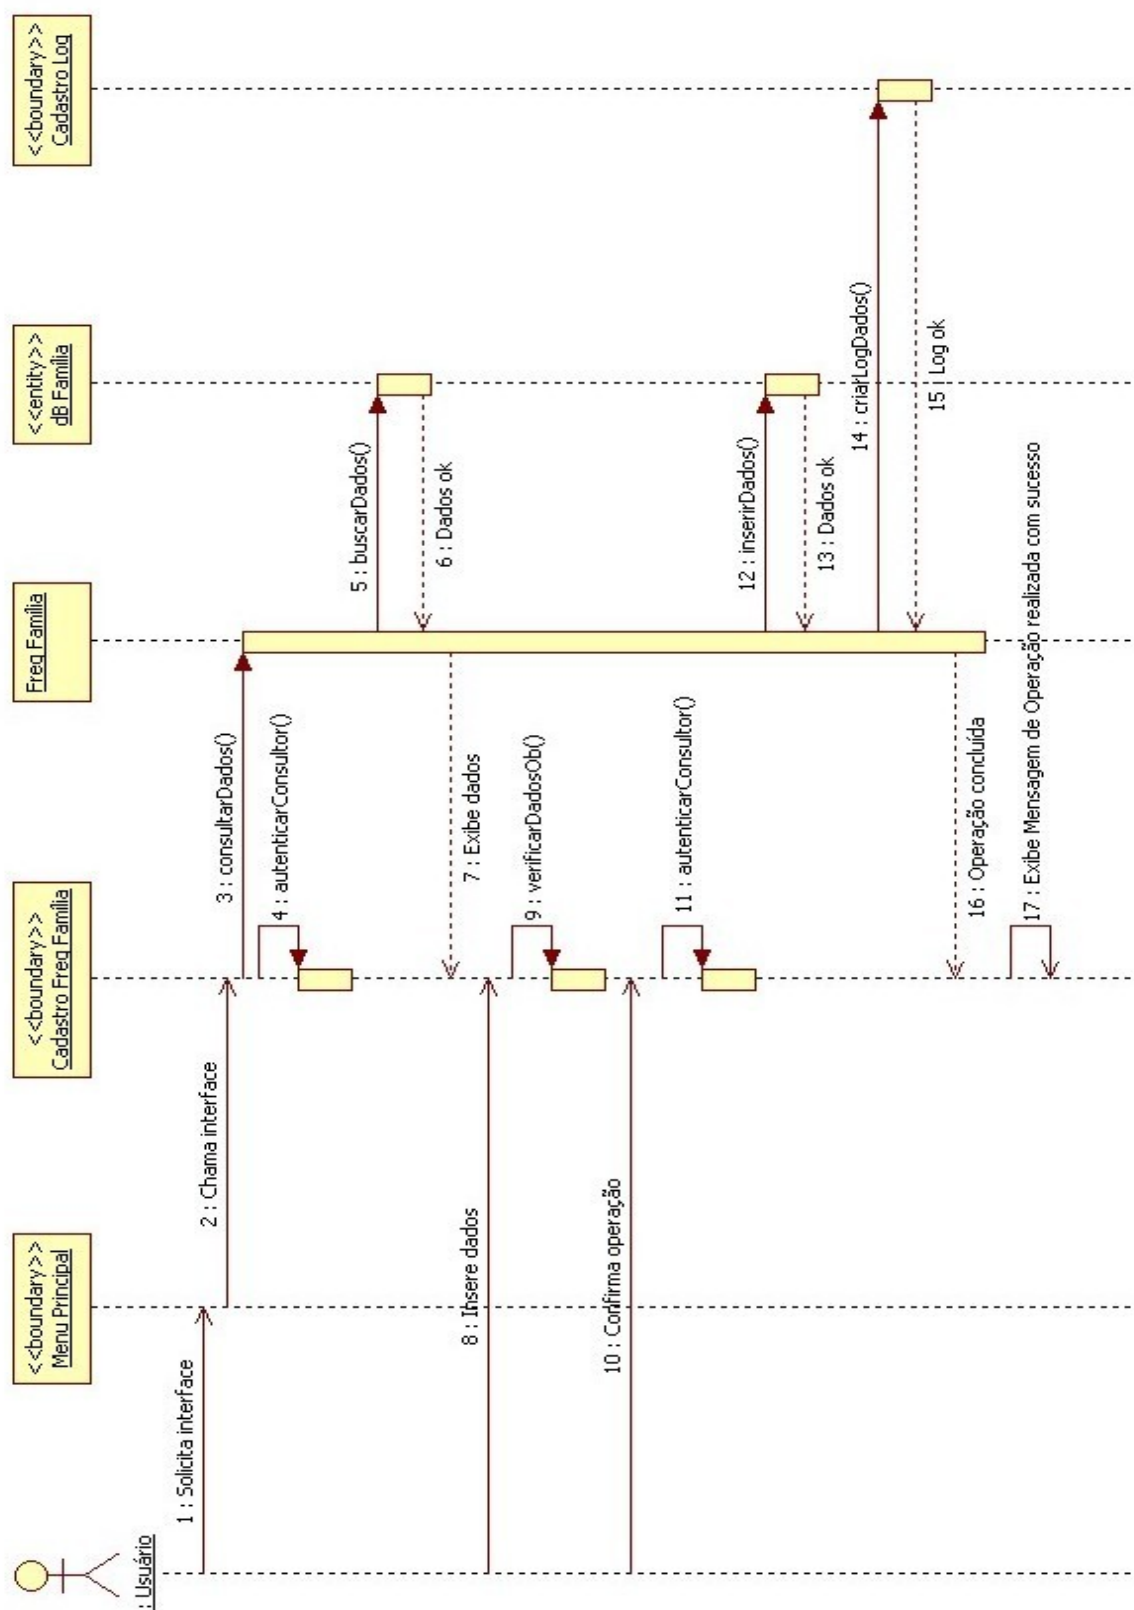 : Usuário
<<boundary>>
Menu Principal
<<boundary>>
Cadastro Freq Família
Freq Família
<<entity>>
dB Família
<<boundary>>
Cadastro Log
1 : Solicita interface
2 : Chama interface
3 : consultarDados()
4 : autenticarConsultor()
5 : buscarDados()
6 : Dados ok
7 : Exibe dados
8 : Insere dados
9 : verificarDadosOb()
10 : Confirma operação
11 : autenticarConsultor()
12 : inserirDados()
13 : Dados ok
14 : criarLogDados()
15 : Log ok
16 : Operação concluída
17 : Exibe Mensagem de Operação realizada com sucesso